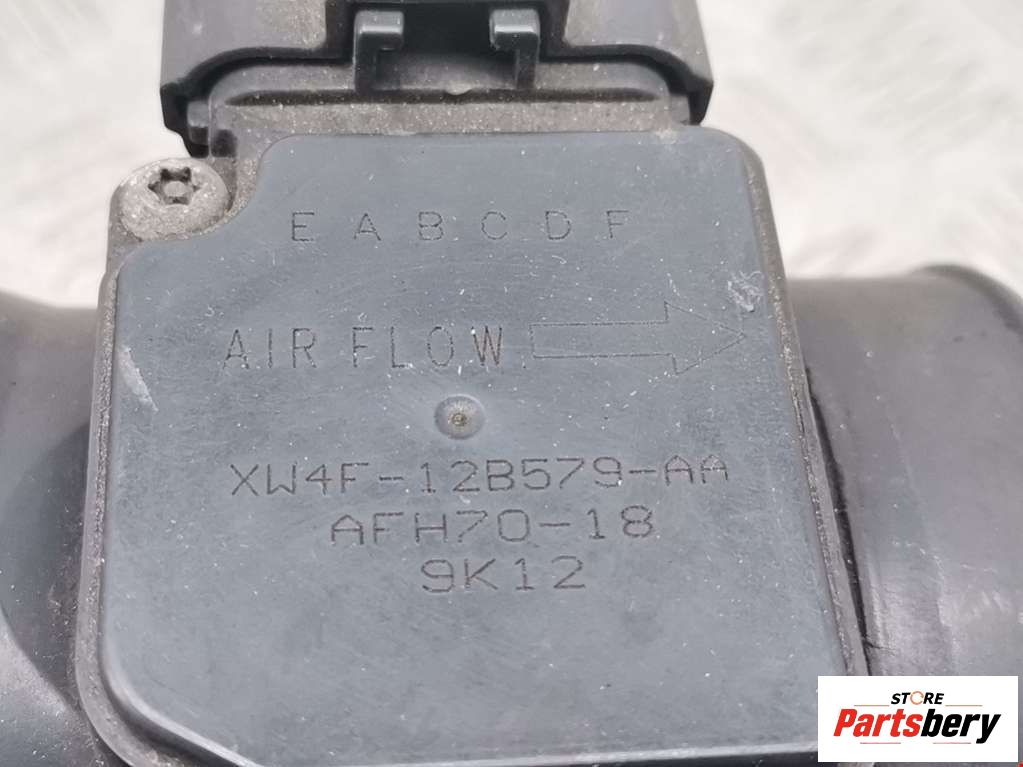 E A B C D F
AIR FLOW
XW4F-12B579-AA
AFH70-18
9K12
STORE
Partsbery